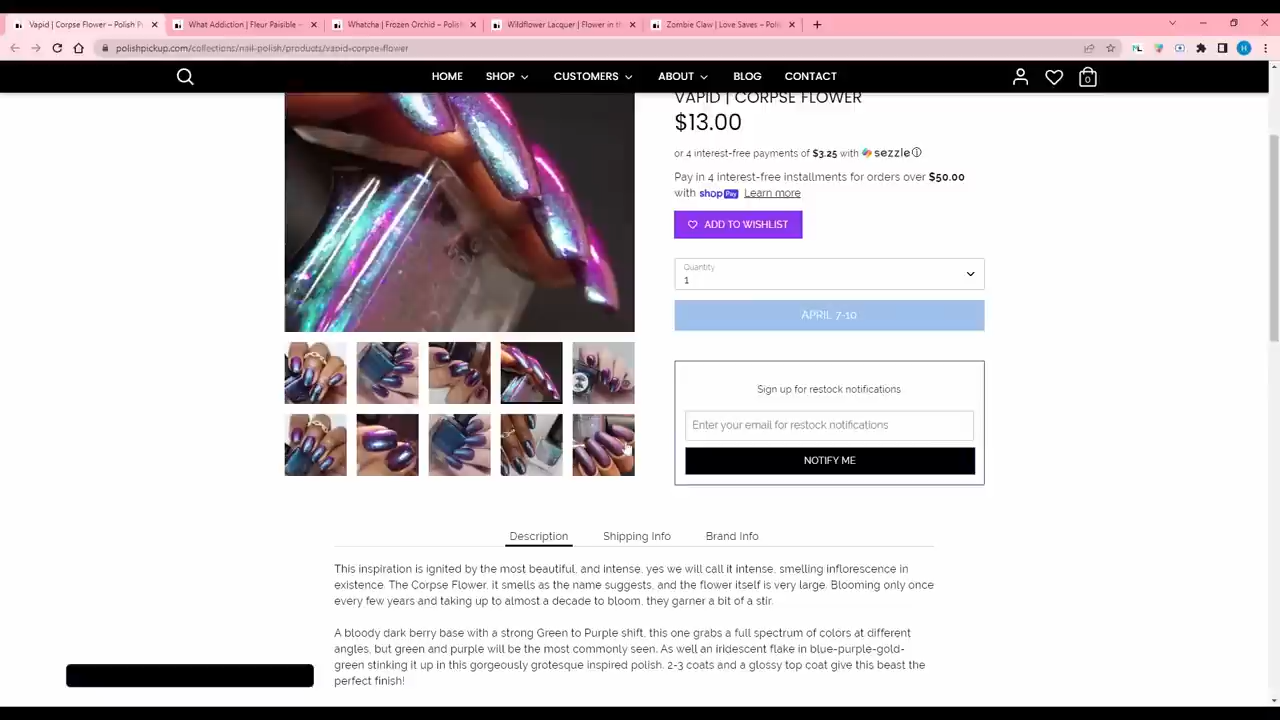 Vapid | Corpse Flower – Polish P
What Addiction | Fleur Paisible –
Whatcha | Frozen Orchid – Polish
Wildflower Lacquer | Flower in th
Zombie Claw | Love Saves – Poli
polishpickup.com/collections/nail-polish/products/vapid-corpse-flower
HOME SHOP CUSTOMERS ABOUT BLOG CONTACT
0
VAPID | CORPSE FLOWER
$13.00
or 4 interest-free payments of $3.25 with sezzle
Pay in 4 interest-free installments for orders over $50.00
with shop Pay Learn more
ADD TO WISHLIST
Quantity
1
APRIL 7-10
Sign up for restock notifications
Enter your email for restock notifications
NOTIFY ME
Description Shipping Info Brand Info
This inspiration is ignited by the most beautiful, and intense, yes we will call it intense, smelling inflorescence in
existence. The Corpse Flower, it smells as the name suggests, and the flower itself is very large. Blooming only once
every few years and taking up to almost a decade to bloom, they garner a bit of a stir.
A bloody dark berry base with a strong Green to Purple shift, this one grabs a full spectrum of colors at different
angles, but green and purple will be the most commonly seen. As well an iridescent flake in blue-purple-gold-
green stinking it up in this gorgeously grotesque inspired polish. 2-3 coats and a glossy top coat give this beast the
perfect finish!